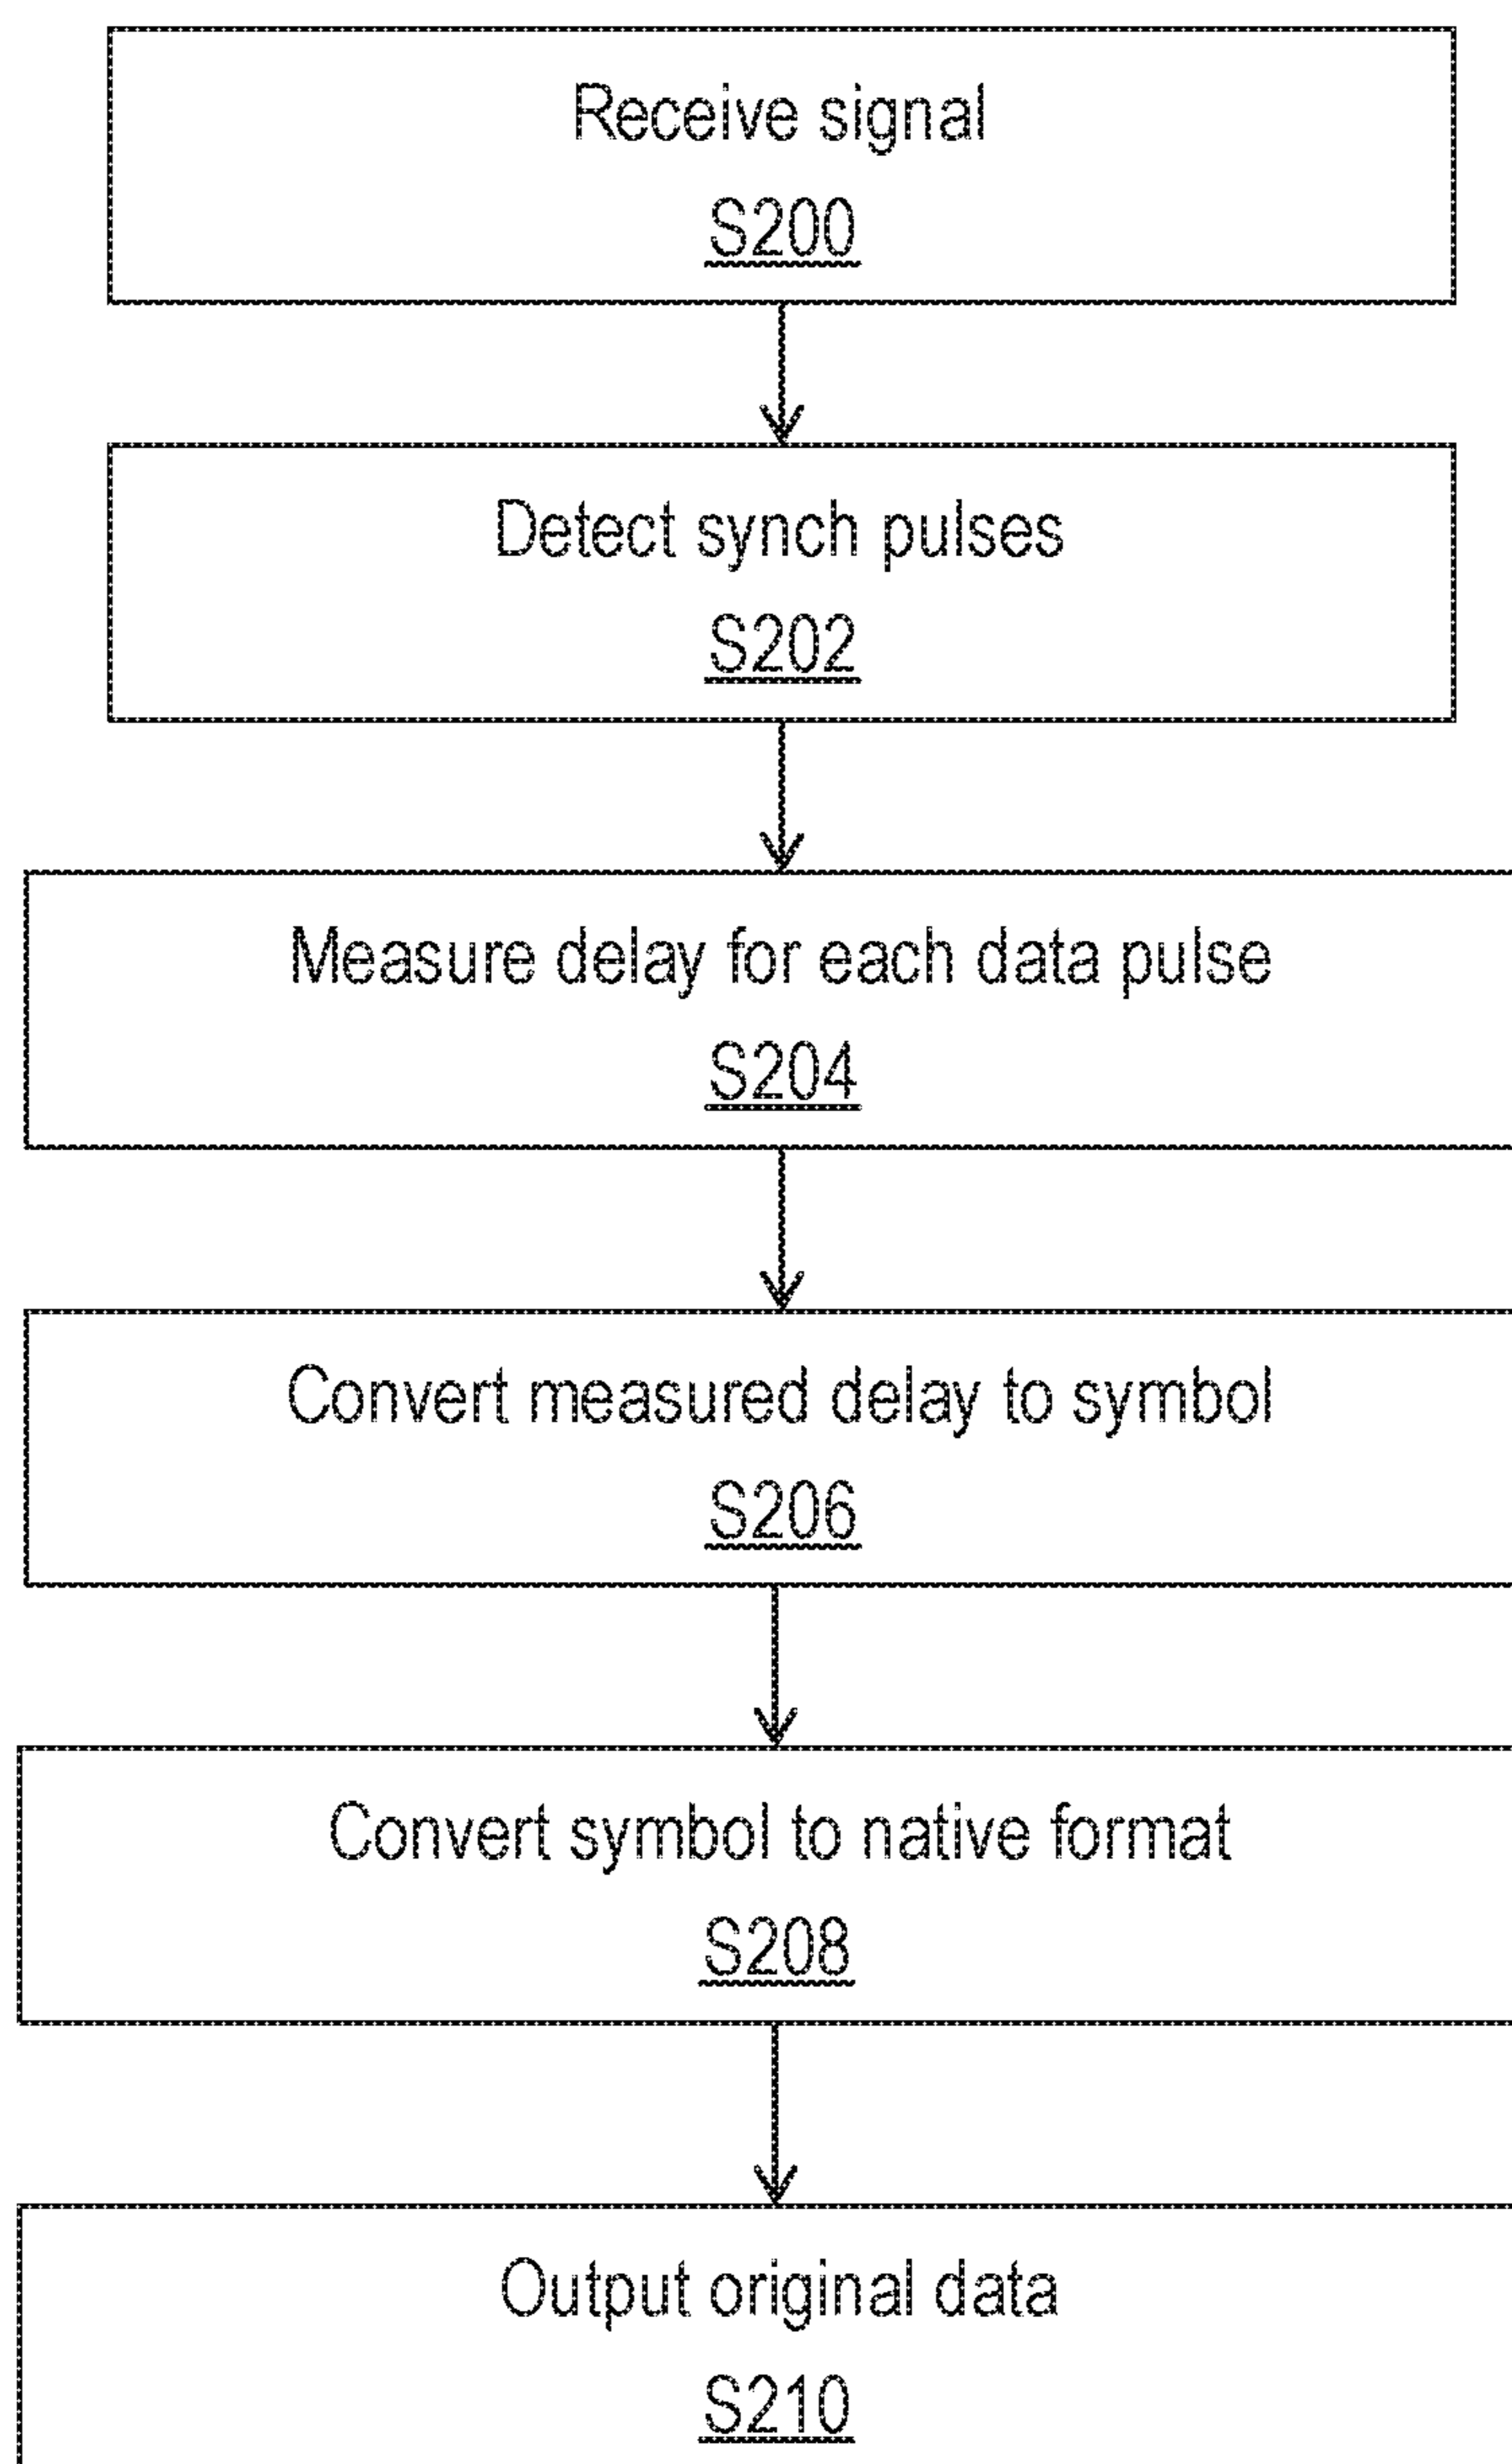 Receive signal
S200
Detect synch pulses
S202
Measure delay for each data pulse
S204
Convert measured delay to symbol
S206
Convert symbol to native format
S208
Output original data
S210